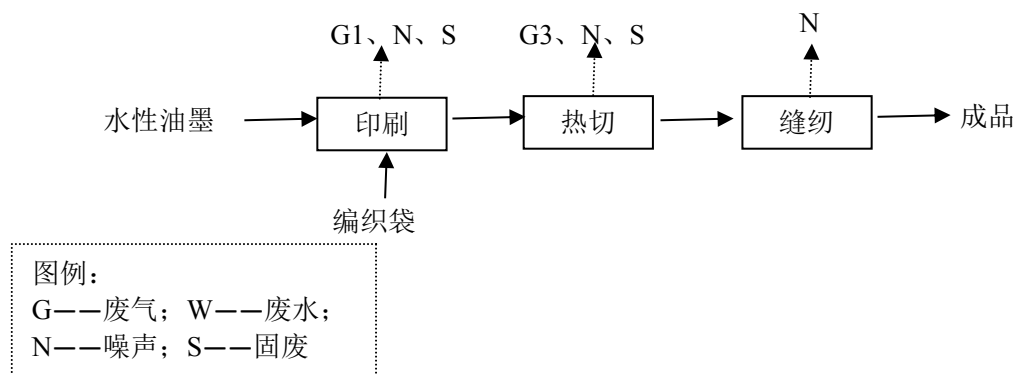 G1、N、S
G3、N、S
N
水性油墨
印刷
热切
缝纫
成品
编织袋
图例：
G——废气；W——废水；
N——噪声；S——固废